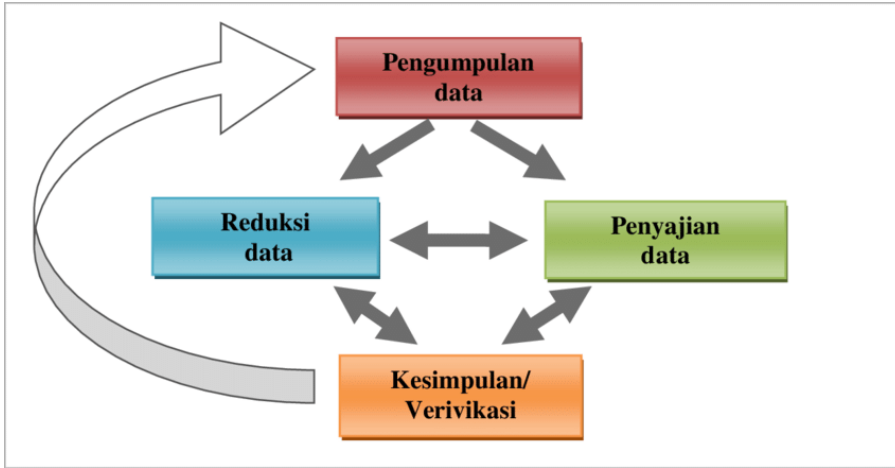 Pengumpulan
data
Reduksi
data
Penyajian
data
Kesimpulan/
Verivikasi